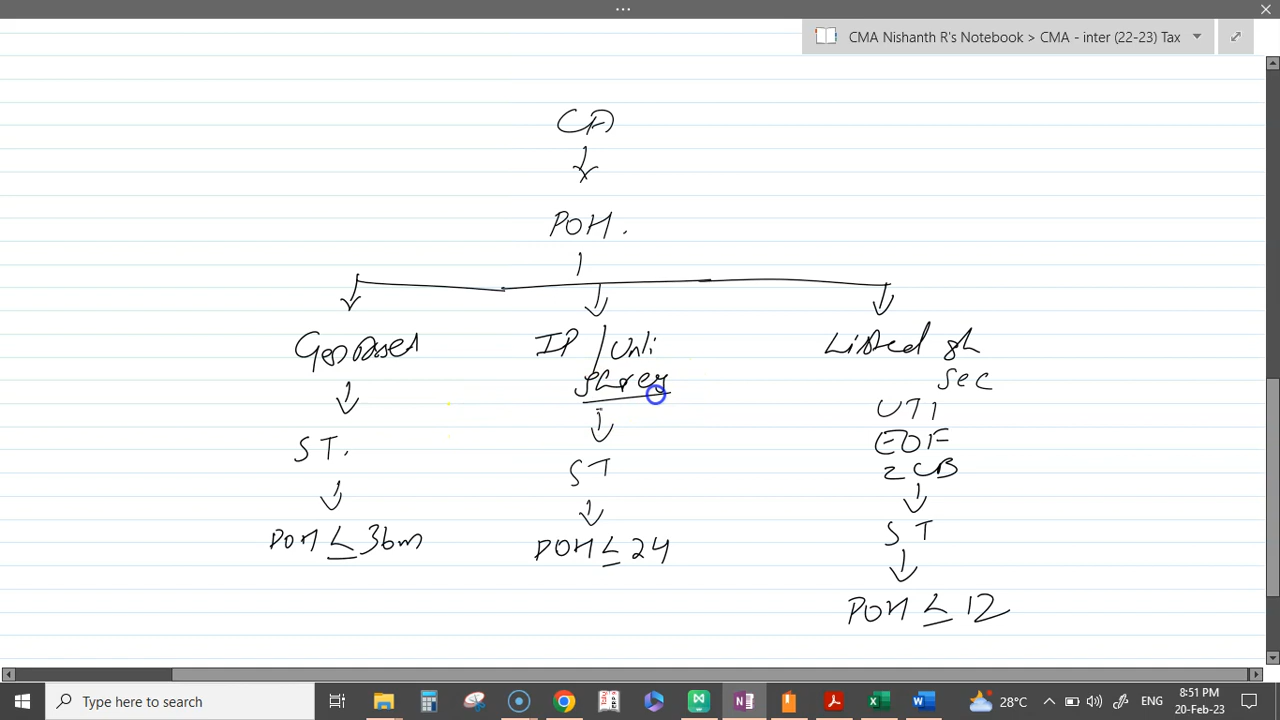 CMA Nishanth R's Notebook > CMA - inter (22-23) Tax
POH.
IP / Unli
shares
Listed sh
sec
UTI
EOF
ZCB
ST.
ST
ST
POH ≤ 36m
POH ≤ 24
POH ≤ 12
Type here to search
28°C
ENG
8:51 PM
20-Feb-23